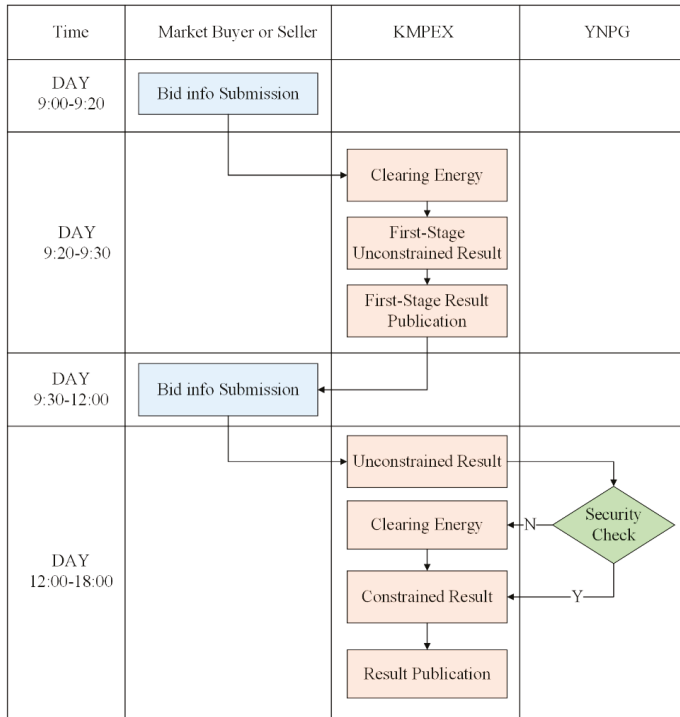 Time
Market Buyer or Seller
KMPEX
YNPG
DAY
9:00-9:20
Bid info Submission
DAY
9:20-9:30
Clearing Energy
First-Stage
Unconstrained Result
First-Stage Result
Publication
DAY
9:30-12:00
Bid info Submission
DAY
12:00-18:00
Unconstrained Result
Security
Check
Clearing Energy
N
Constrained Result
Y
Result Publication